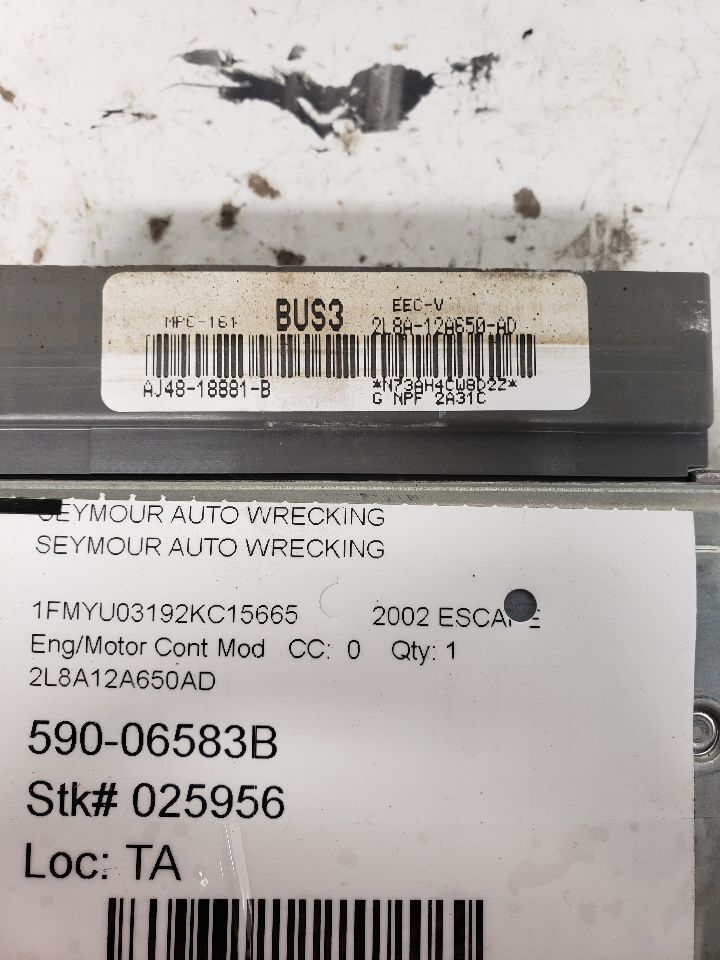 MPC-161 BUS3 EEC-V
2L8A-12A650-AD
AJ48-18881-B *N73AH4CW8D2Z*
G NPF 2A31C
SEYMOUR AUTO WRECKING
SEYMOUR AUTO WRECKING
1FMYU03192KC15665 2002 ESCAPE
Eng/Motor Cont Mod CC: 0 Qty: 1
2L8A12A650AD
590-06583B
Stk# 025956
Loc: TA